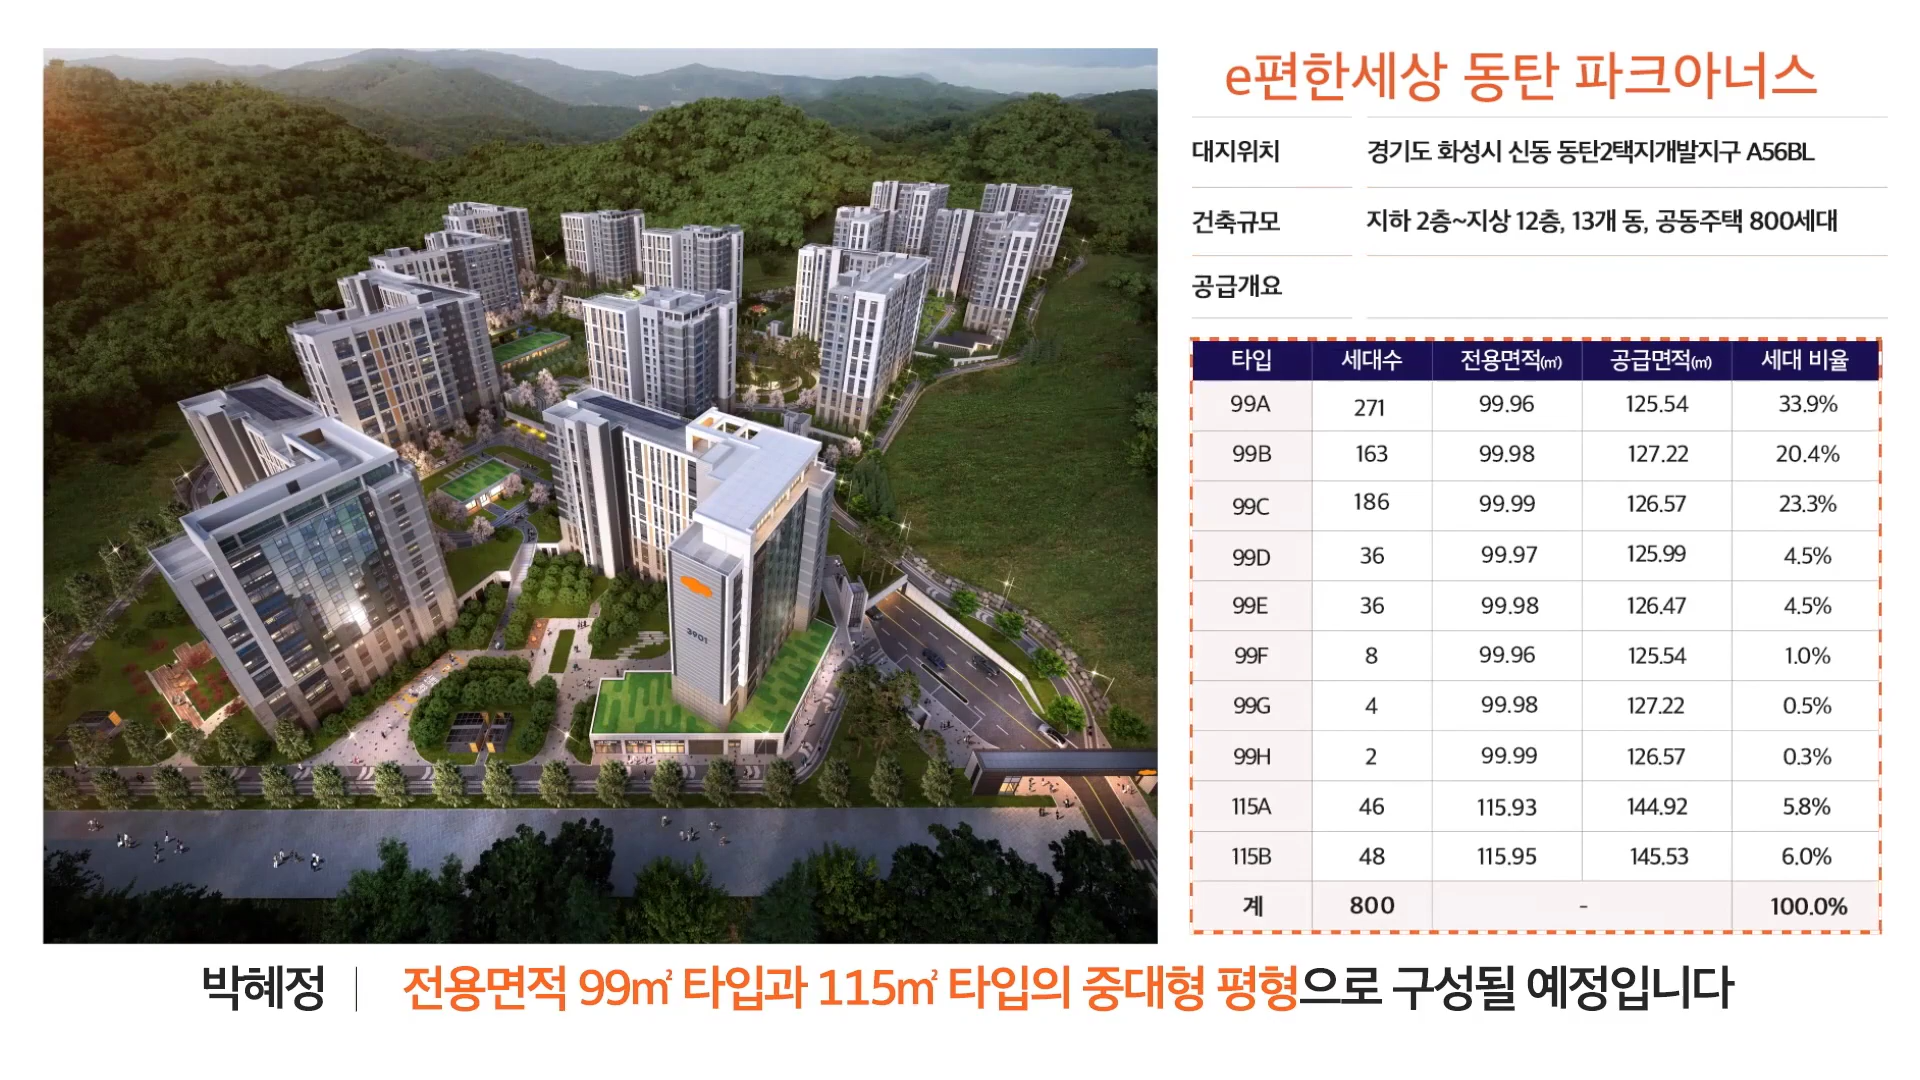 e편한세상 동탄 파크아너스
대지위치 경기도 화성시 신동 동탄2택지개발지구 A56BL
건축규모 지하 2층~지상 12층, 13개 동, 공동주택 800세대
공급개요
타입 세대수 전용면적(㎡) 공급면적(㎡) 세대 비율
99A 271 99.96 125.54 33.9%
99B 163 99.98 127.22 20.4%
99C 186 99.99 126.57 23.3%
99D 36 99.97 125.99 4.5%
99E 36 99.98 126.47 4.5%
99F 8 99.96 125.54 1.0%
99G 4 99.98 127.22 0.5%
99H 2 99.99 126.57 0.3%
115A 46 115.93 144.92 5.8%
115B 48 115.95 145.53 6.0%
계 800 - 100.0%
3901
박혜정 | 전용면적 99㎡ 타입과 115㎡ 타입의 중대형 평형으로 구성될 예정입니다